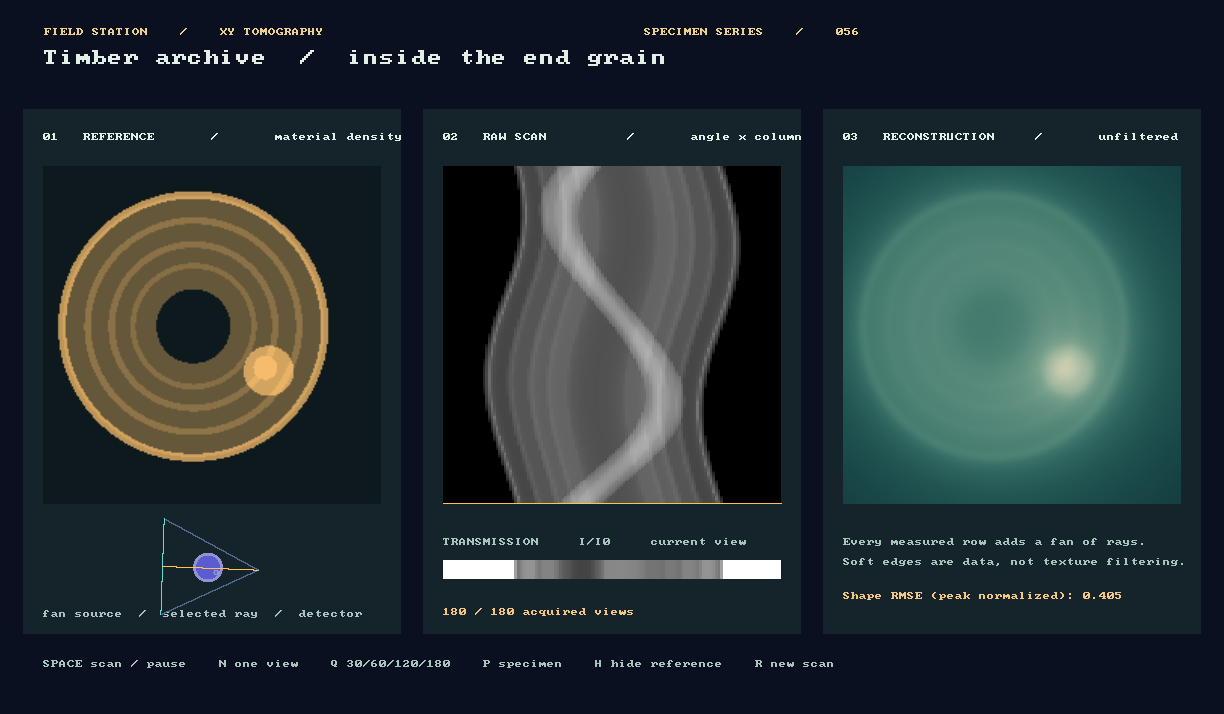 FIELD STATION / XY TOMOGRAPHY SPECIMEN SERIES / 056
Timber archive / inside the end grain
01 REFERENCE / material density
02 RAW SCAN / angle x column
03 RECONSTRUCTION / unfiltered
fan source / selected ray / detector
TRANSMISSION I/I0 current view
180 / 180 acquired views
Every measured row adds a fan of rays.
Soft edges are data, not texture filtering.
Shape RMSE (peak normalized): 0.405
SPACE scan / pause N one view Q 30/60/120/180 P specimen H hide reference R new scan